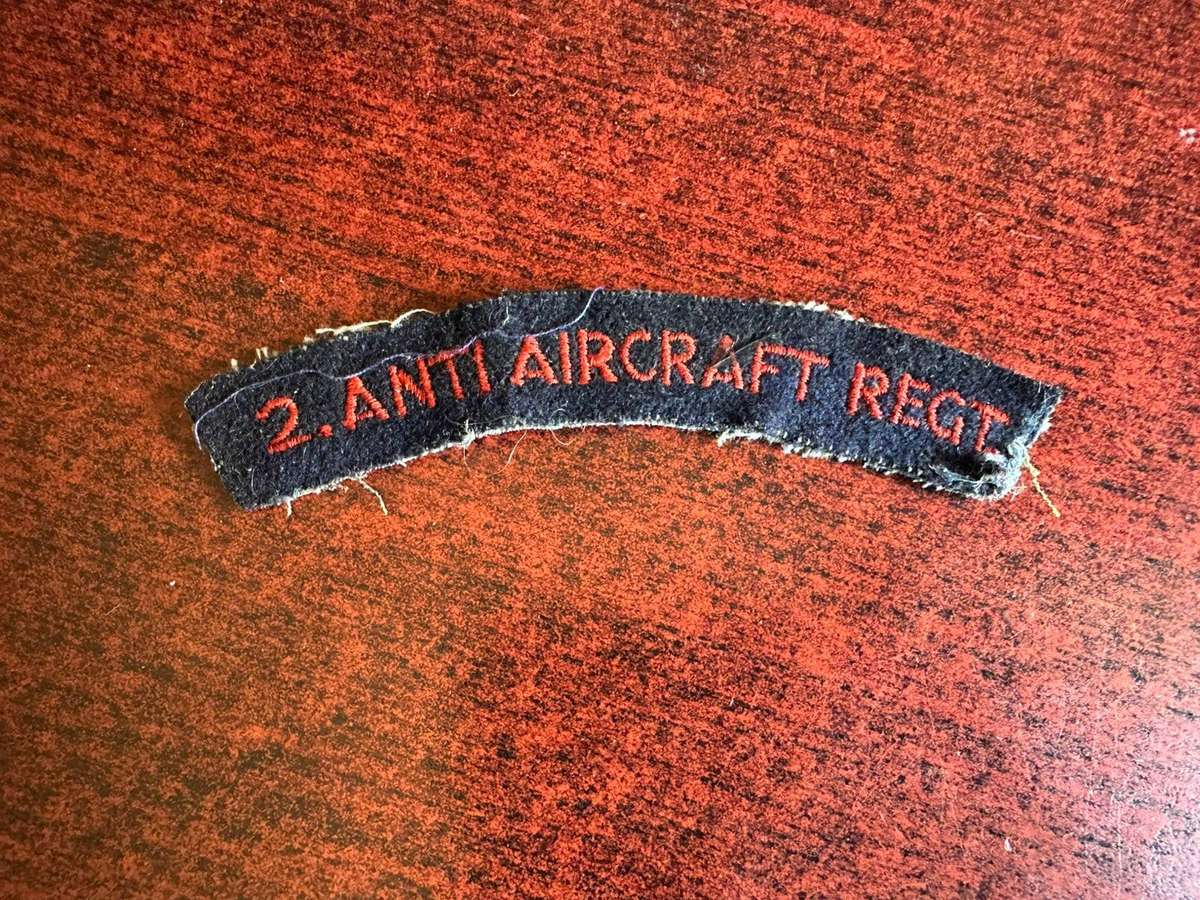 2. ANTI AIRCRAFT REGT.